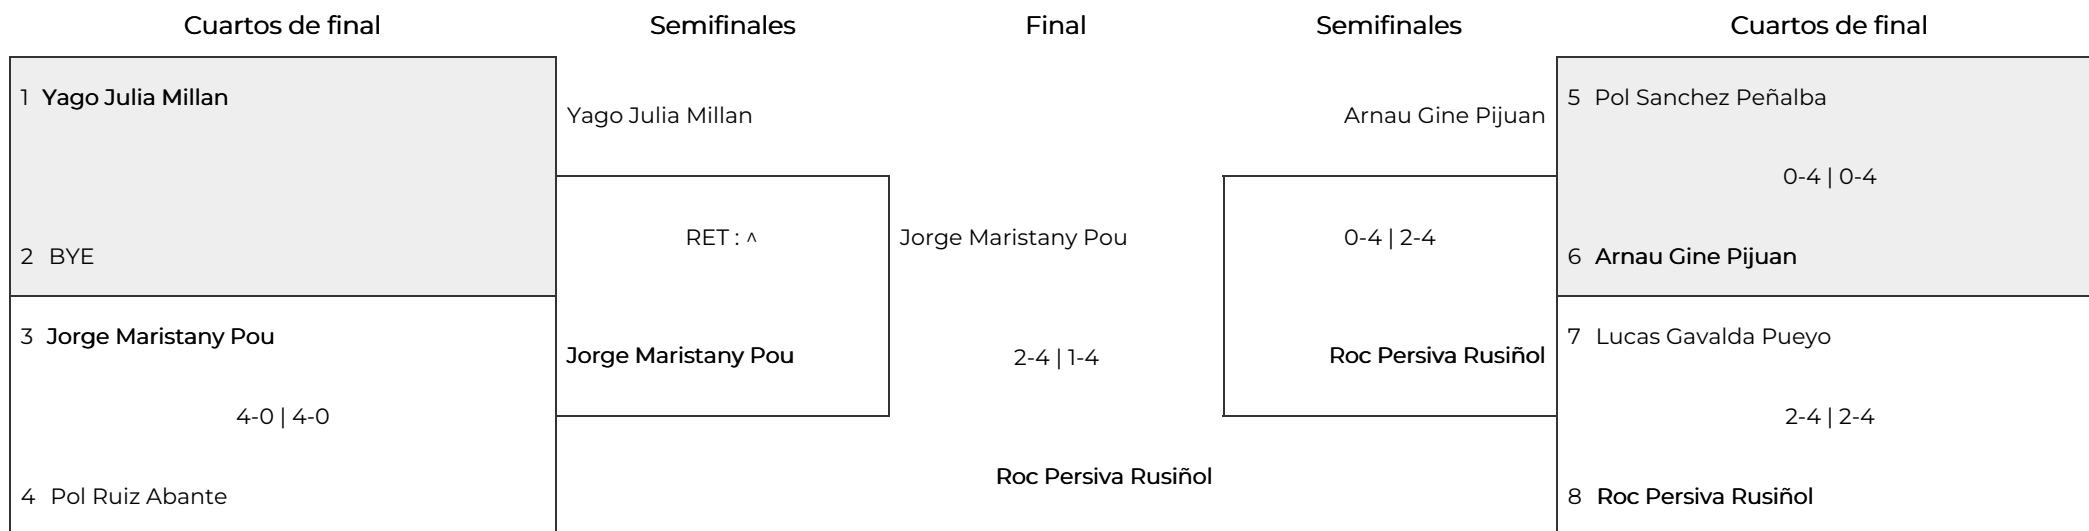 Cuartos de final
Semifinales
Final
Semifinales
Cuartos de final
1 Yago Julia Millan
2 BYE
3 Jorge Maristany Pou
4-0 | 4-0
4 Pol Ruiz Abante
Yago Julia Millan
RET : ^
Jorge Maristany Pou
Jorge Maristany Pou
2-4 | 1-4
Roc Persiva Rusiñol
Arnau Gine Pijuan
0-4 | 2-4
Roc Persiva Rusiñol
5 Pol Sanchez Peñalba
0-4 | 0-4
6 Arnau Gine Pijuan
7 Lucas Gavalda Pueyo
2-4 | 2-4
8 Roc Persiva Rusiñol